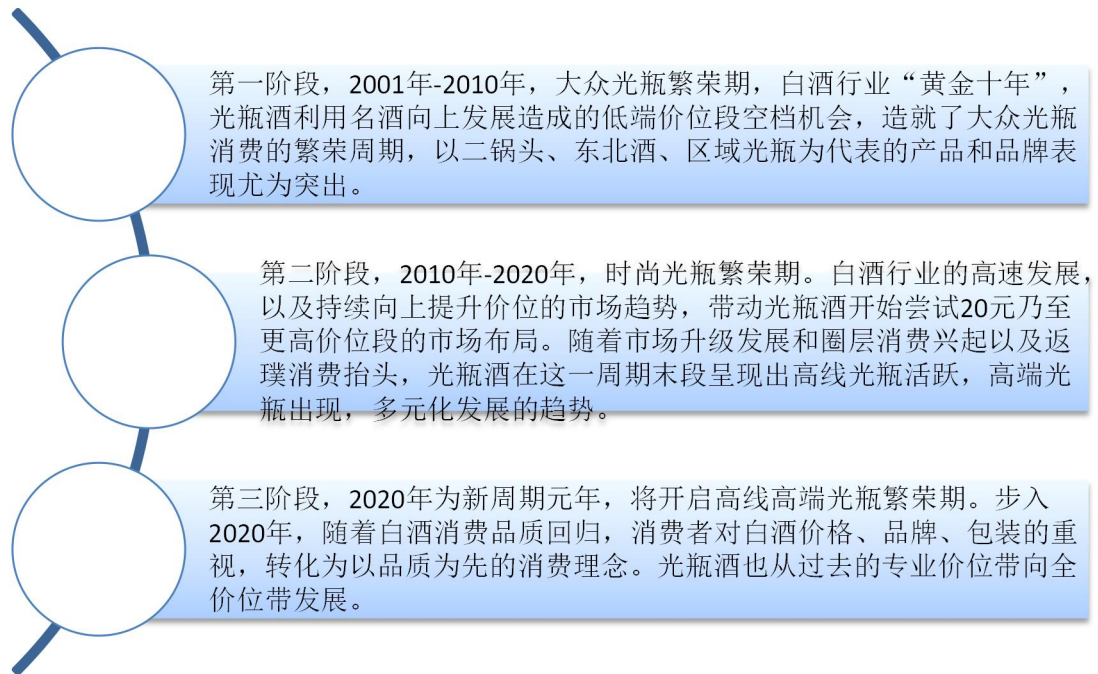 第一阶段，2001年-2010年，大众光瓶繁荣期，白酒行业“黄金十年”，
光瓶酒利用名酒向上发展造成的低端价位段空档机会，造就了大众光瓶
消费的繁荣周期，以二锅头、东北酒、区域光瓶为代表的产品和品牌表
现尤为突出。
第二阶段，2010年-2020年，时尚光瓶繁荣期。白酒行业的高速发展，
以及持续向上提升价位的市场趋势，带动光瓶酒开始尝试20元乃至
更高价位段的市场布局。随着市场升级发展和圈层消费兴起以及返
璞消费抬头，光瓶酒在这一周期末段呈现出高线光瓶活跃，高端光
瓶出现，多元化发展的趋势。
第三阶段，2020年为新周期元年，将开启高线高端光瓶繁荣期。步入
2020年，随着白酒消费品质回归，消费者对白酒价格、品牌、包装的重
视，转化为以品质为先的消费理念。光瓶酒也从过去的专业价位带向全
价位带发展。